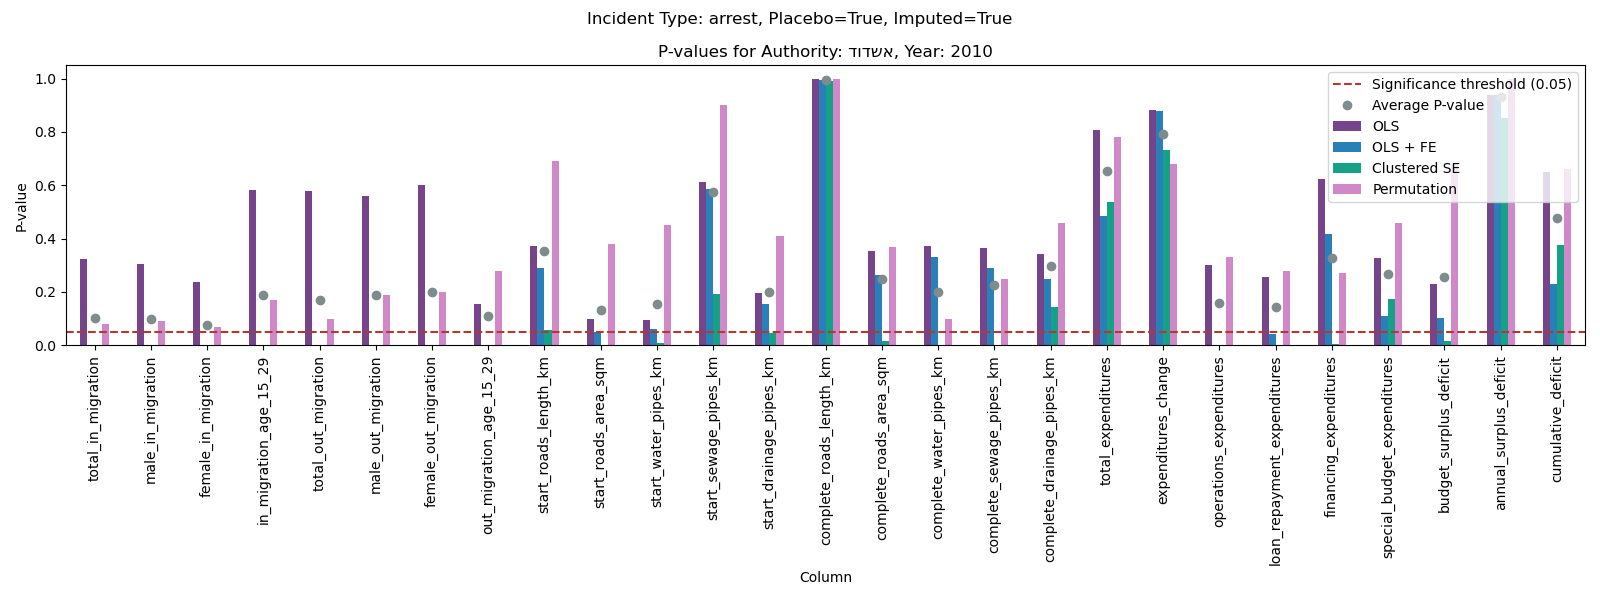 Incident Type: arrest, Placebo=True, Imputed=True
P-values for Authority: אשדוד, Year: 2010
P-value
1.0
0.8
0.6
0.4
0.2
0.0
Significance threshold (0.05)
Average P-value
OLS
OLS + FE
Clustered SE
Permutation
total_in_migration
male_in_migration
female_in_migration
in_migration_age_15_29
total_out_migration
male_out_migration
female_out_migration
out_migration_age_15_29
start_roads_length_km
start_roads_area_sqm
start_water_pipes_km
start_sewage_pipes_km
start_drainage_pipes_km
complete_roads_length_km
complete_roads_area_sqm
complete_water_pipes_km
complete_sewage_pipes_km
complete_drainage_pipes_km
total_expenditures
expenditures_change
operations_expenditures
loan_repayment_expenditures
financing_expenditures
special_budget_expenditures
budget_surplus_deficit
annual_surplus_deficit
cumulative_deficit
Column